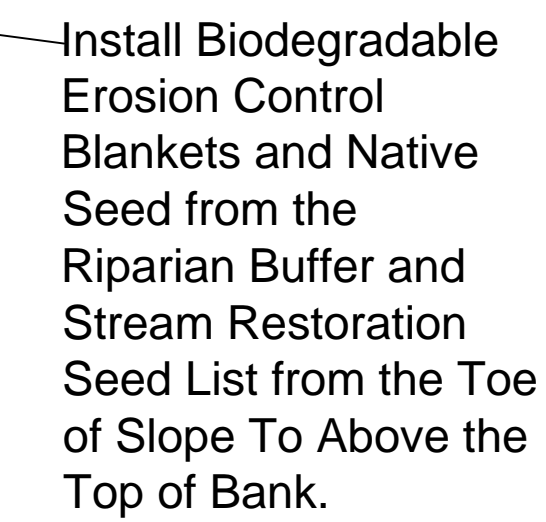 Install Biodegradable
Erosion Control
Blankets and Native
Seed from the
Riparian Buffer and
Stream Restoration
Seed List from the Toe
of Slope To Above the
Top of Bank.